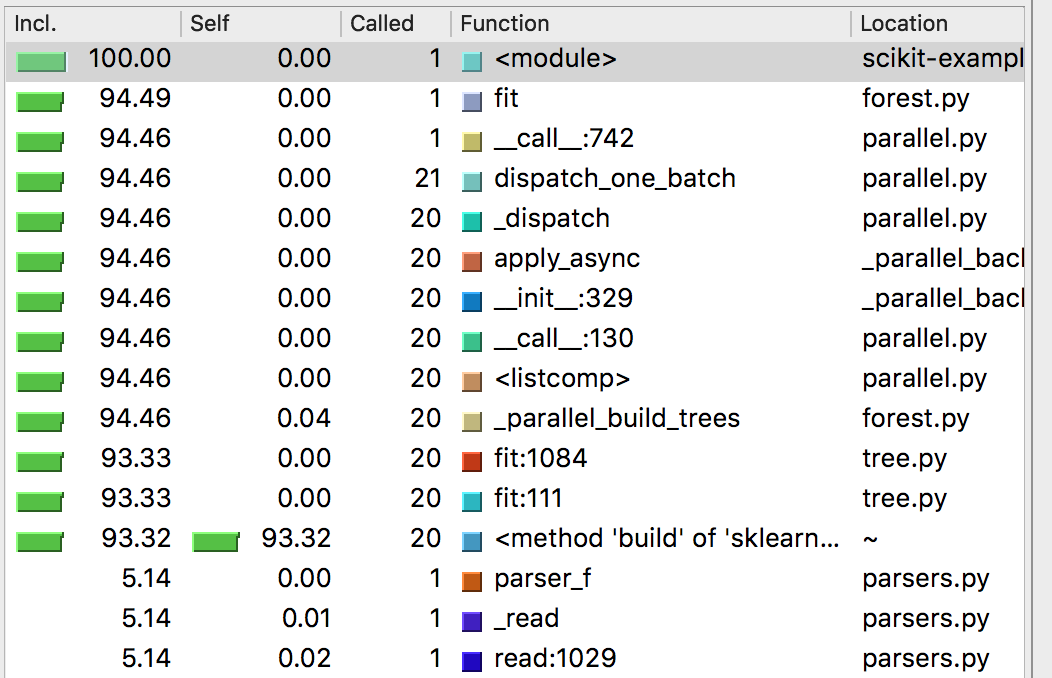 Incl. Self Called Function Location
100.00 0.00 1 <module> scikit-exampl
94.49 0.00 1 fit forest.py
94.46 0.00 1 __call__:742 parallel.py
94.46 0.00 21 dispatch_one_batch parallel.py
94.46 0.00 20 _dispatch parallel.py
94.46 0.00 20 apply_async _parallel_bac
94.46 0.00 20 __init__:329 _parallel_bac
94.46 0.00 20 __call__:130 parallel.py
94.46 0.00 20 <listcomp> parallel.py
94.46 0.04 20 _parallel_build_trees forest.py
93.33 0.00 20 fit:1084 tree.py
93.33 0.00 20 fit:111 tree.py
93.32 93.32 20 <method 'build' of 'sklearn... ~
5.14 0.00 1 parser_f parsers.py
5.14 0.01 1 _read parsers.py
5.14 0.02 1 read:1029 parsers.py